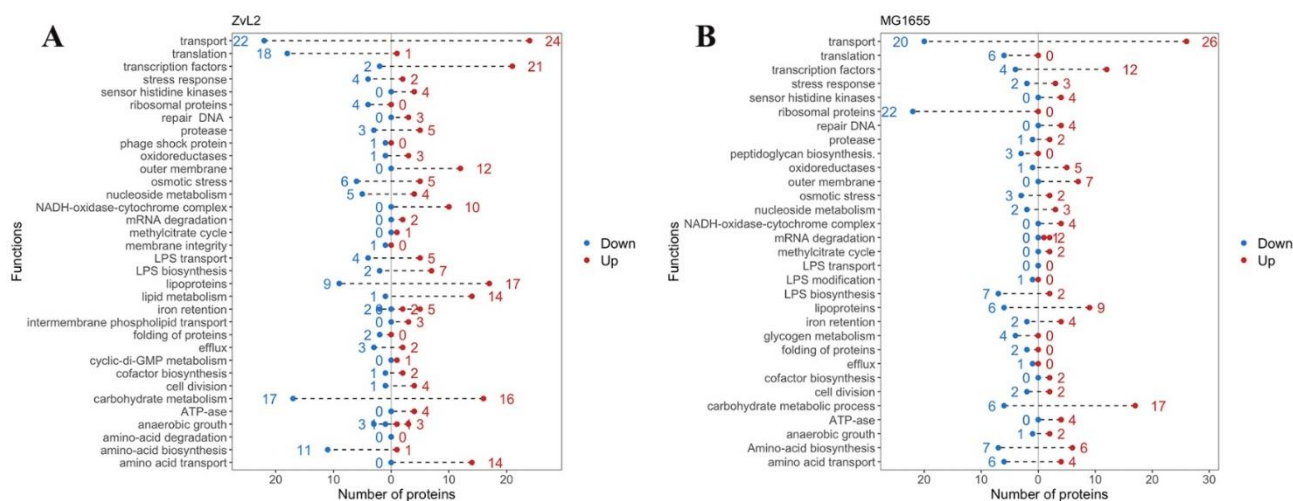 A
ZvL2
transport 22 24
translation 18 1
transcription factors 2 21
stress response 4 2
sensor histidine kinases 0 4
ribosomal proteins 4 0
repair DNA 0 3
protease 3 5
phage shock protein 1 0
oxidoreductases 1 3
outer membrane 0 12
osmotic stress 6 5
nucleoside metabolism 5 4
NADH-oxidase-cytochrome complex 0 10
mRNA degradation 0 2
methylcitrate cycle 0 1
membrane integrity 1 0
LPS transport 4 5
LPS biosynthesis 2 7
lipoproteins 9 17
lipid metabolism 1 14
iron retention 2 2 5
intermembrane phospholipid transport 0 3
folding of proteins 2 0
efflux 3 2
cyclic-di-GMP metabolism 0 1
cofactor biosynthesis 1 2
cell division 1 4
carbohydrate metabolism 17 16
ATP-ase 0 4
anaerobic grouth 3 3
amino-acid degradation 0 0
amino-acid biosynthesis 11 1
amino acid transport 0 14
Functions
20 10 0 10 20
Number of proteins
Down
Up
B
MG1655
transport 20 26
translation 6 0
transcription factors 4 12
stress response 2 3
sensor histidine kinases 0 4
ribosomal proteins 22 0
repair DNA 0 4
protease 1 2
peptidoglycan biosynthesis. 3 0
oxidoreductases 1 5
outer membrane 0 7
osmotic stress 3 2
nucleoside metabolism 2 3
NADH-oxidase-cytochrome complex 0 4
mRNA degradation 0 1 2
methylcitrate cycle 0 2
LPS transport 0 0
LPS modification 1 0
LPS biosynthesis 7 2
lipoproteins 6 9
iron retention 2 4
glycogen metabolism 4 0
folding of proteins 2 0
efflux 1 0
cofactor biosynthesis 0 2
cell division 2 2
carbohydrate metabolic process 6 17
ATP-ase 0 4
anaerobic grouth 1 2
Amino-acid biosynthesis 7 6
amino acid transport 6 4
Functions
20 10 0 10 20 30
Number of proteins
Down
Up